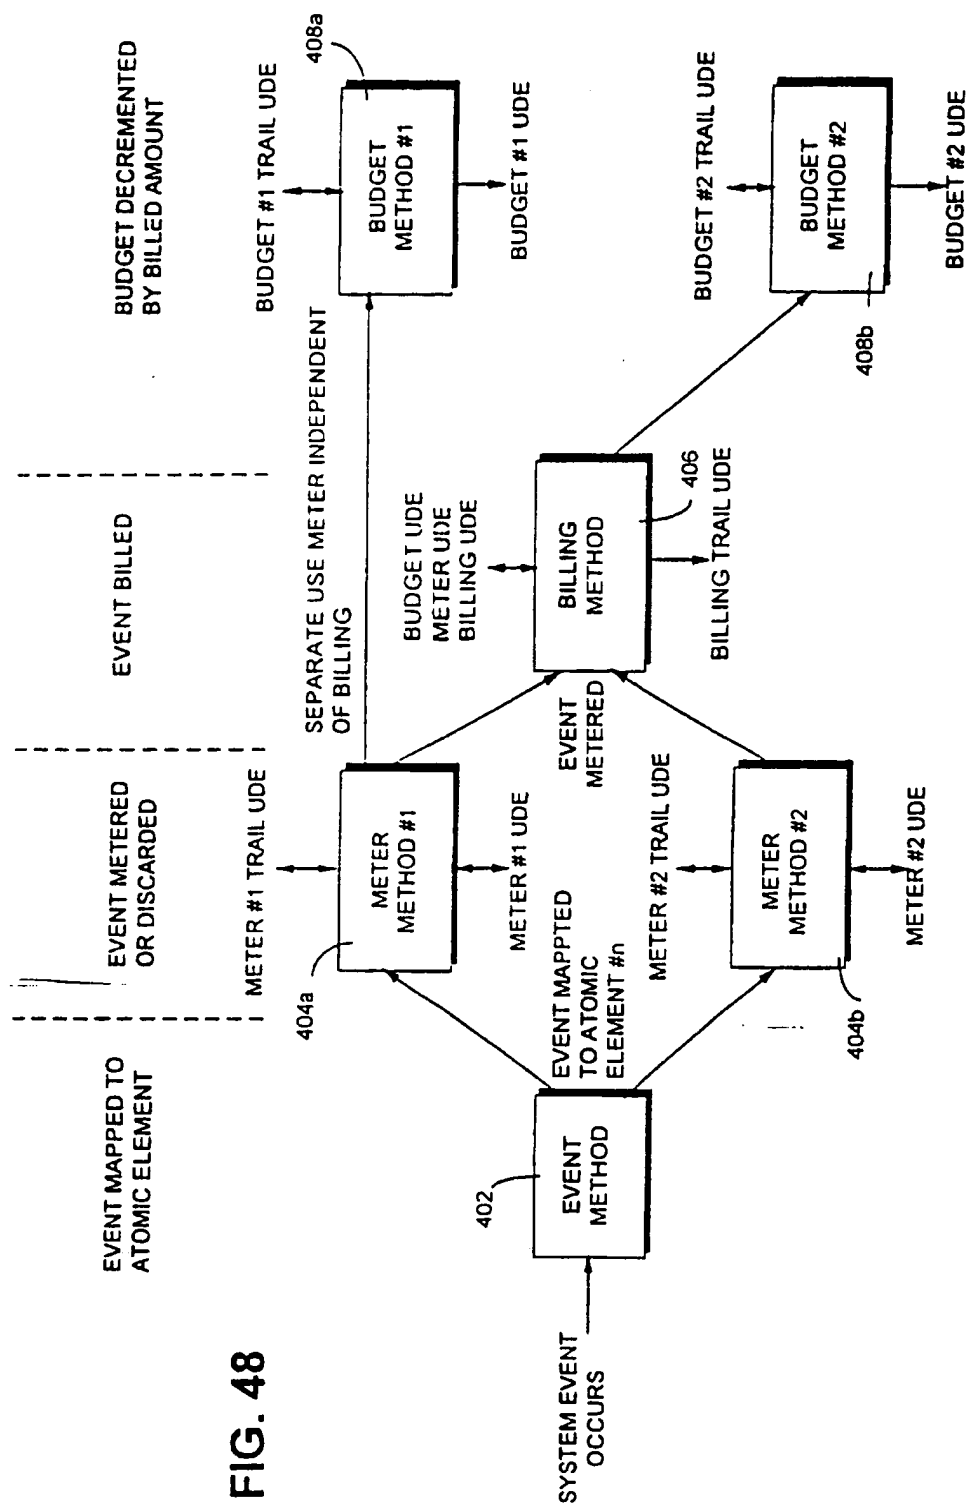 FIG. 48
EVENT MAPPED TO
ATOMIC ELEMENT
EVENT METERED
OR DISCARDED
EVENT BILLED
BUDGET DECREMENTED
BY BILLED AMOUNT
SYSTEM EVENT
OCCURS
402
EVENT
METHOD
EVENT MAPPTED
TO ATOMIC
ELEMENT #n
METER #1 TRAIL UDE
404a
METER
METHOD #1
METER #1 UDE
METER #2 TRAIL UDE
METER
METHOD #2
404b
METER #2 UDE
SEPARATE USE METER INDEPENDENT
OF BILLING
EVENT
METERED
BUDGET UDE
METER UDE
BILLING UDE
BILLING
METHOD
406
BILLING TRAIL UDE
BUDGET #1 TRAIL UDE
408a
BUDGET
METHOD #1
BUDGET #1 UDE
BUDGET #2 TRAIL UDE
BUDGET
METHOD #2
408b
BUDGET #2 UDE